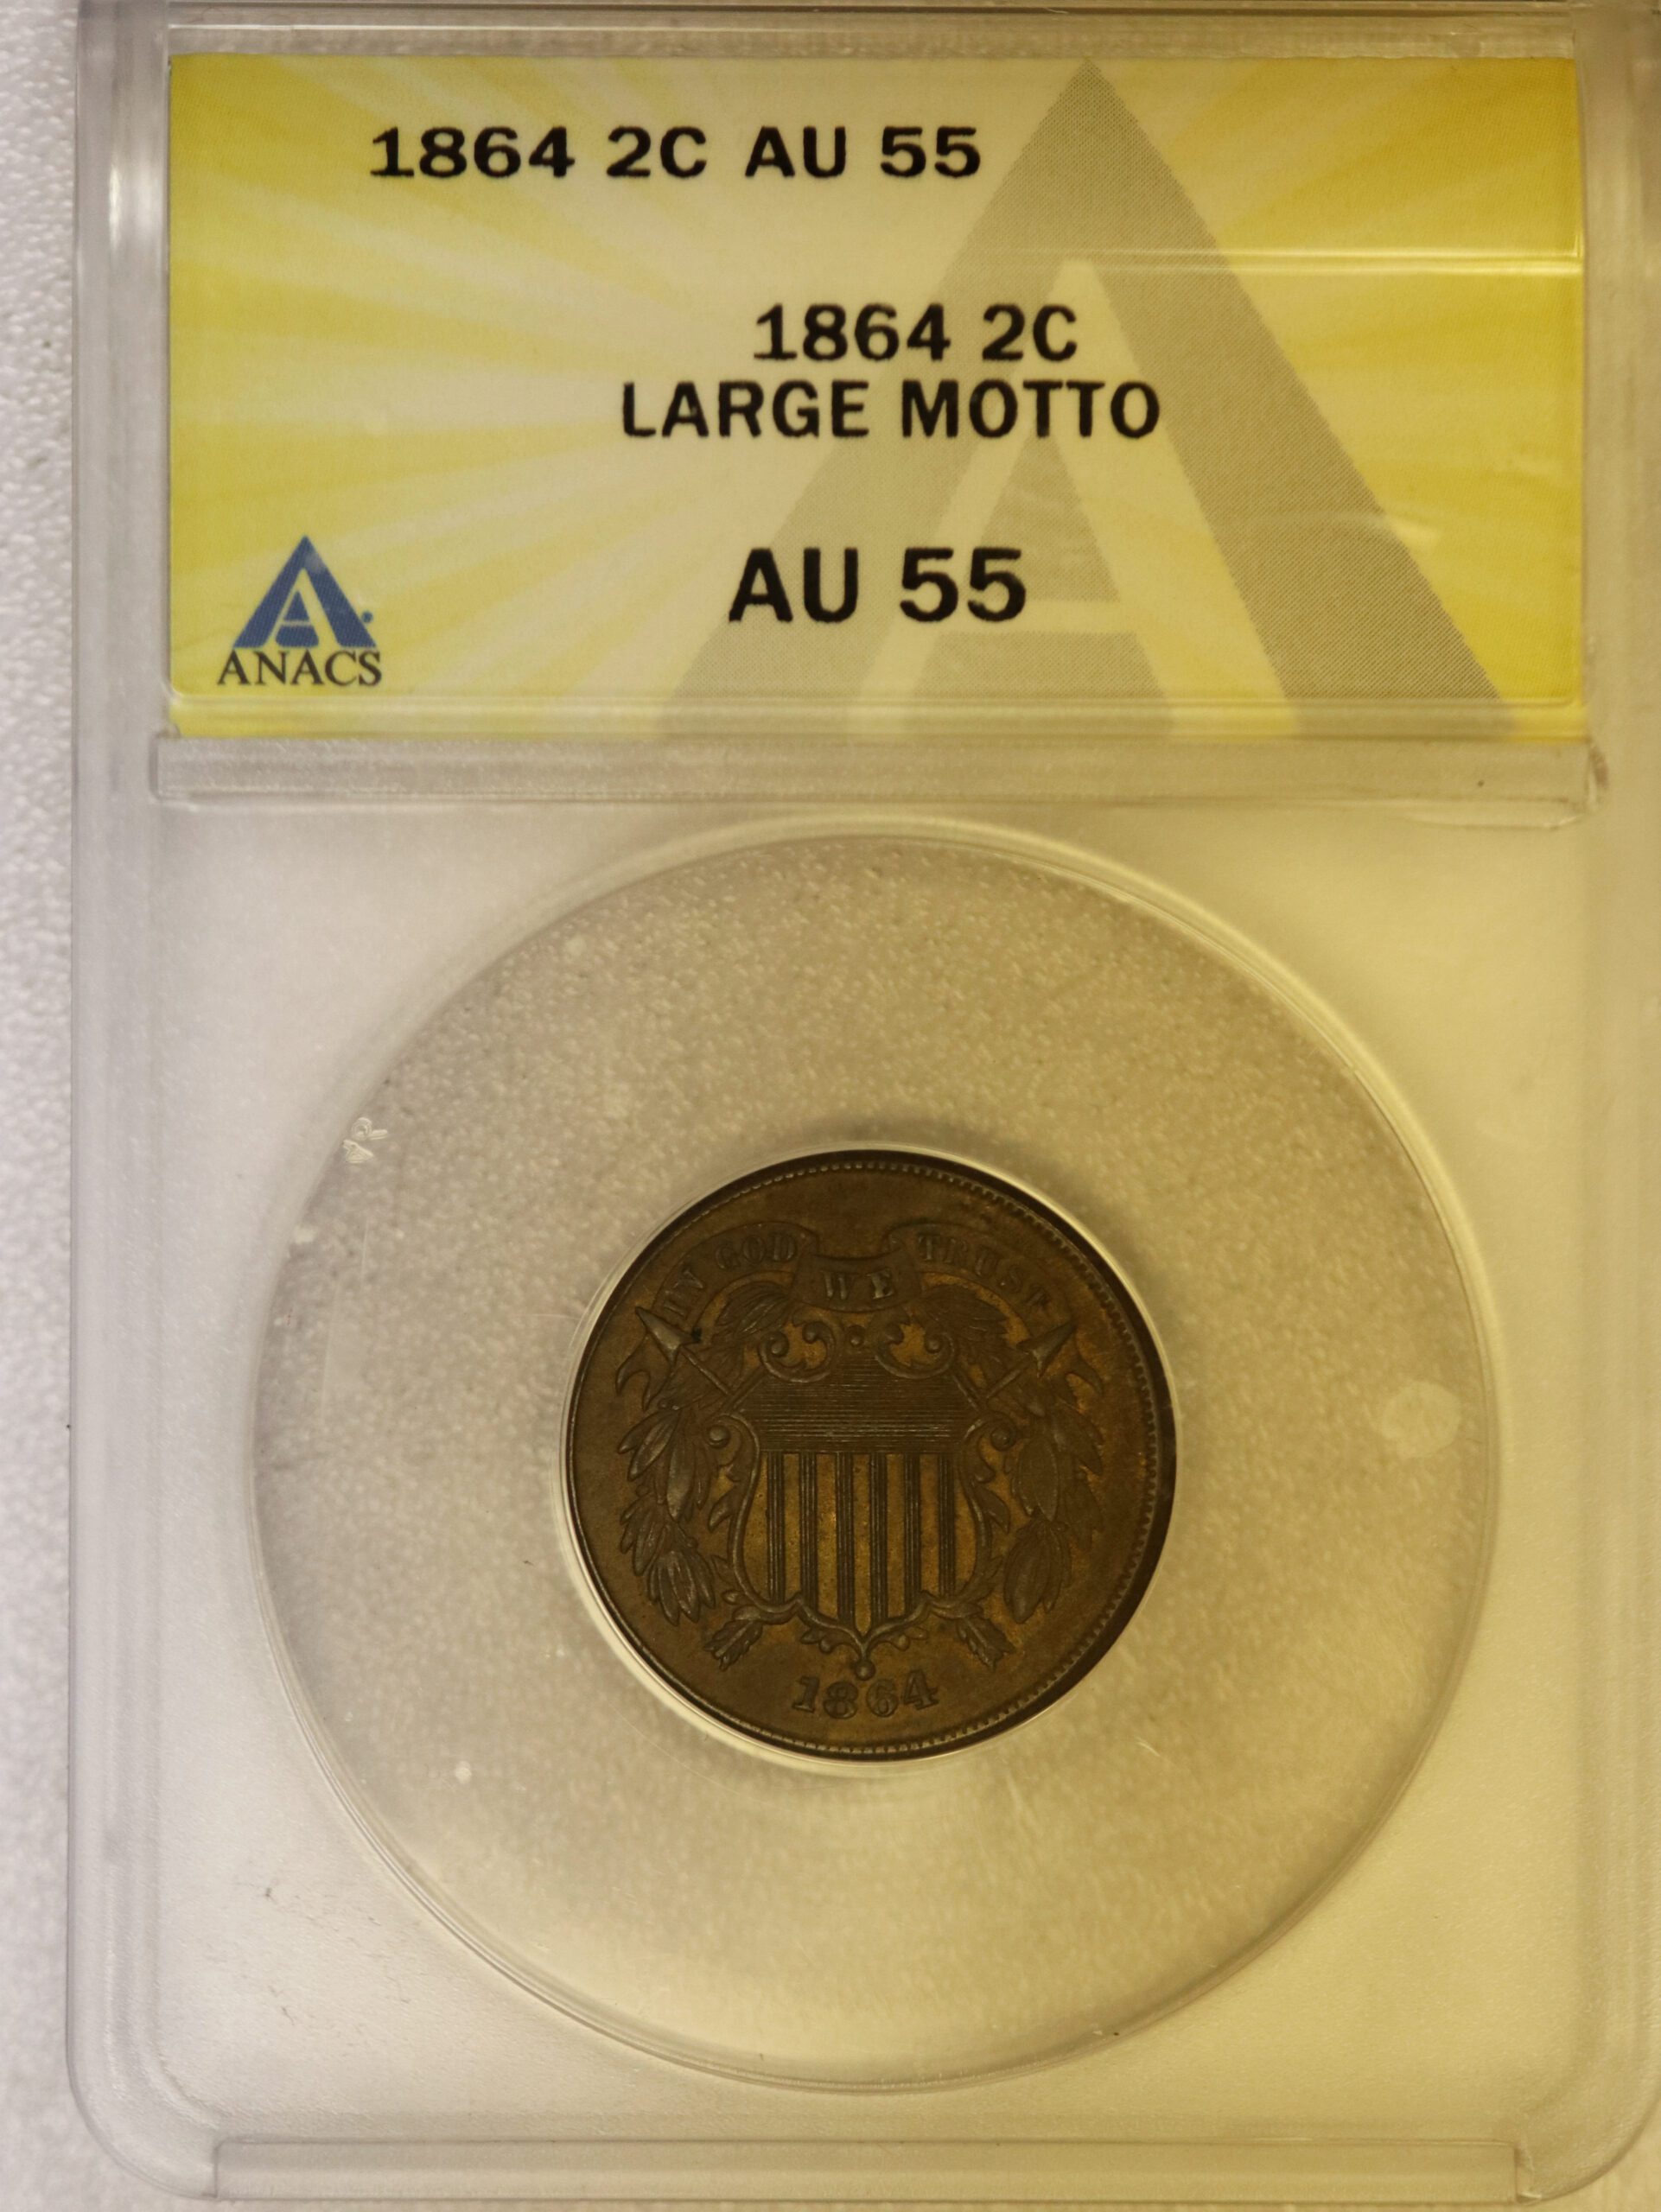 1864 2C AU 55
1864 2C
LARGE MOTTO
AU 55
ANACS
IN GOD WE TRUST
1864